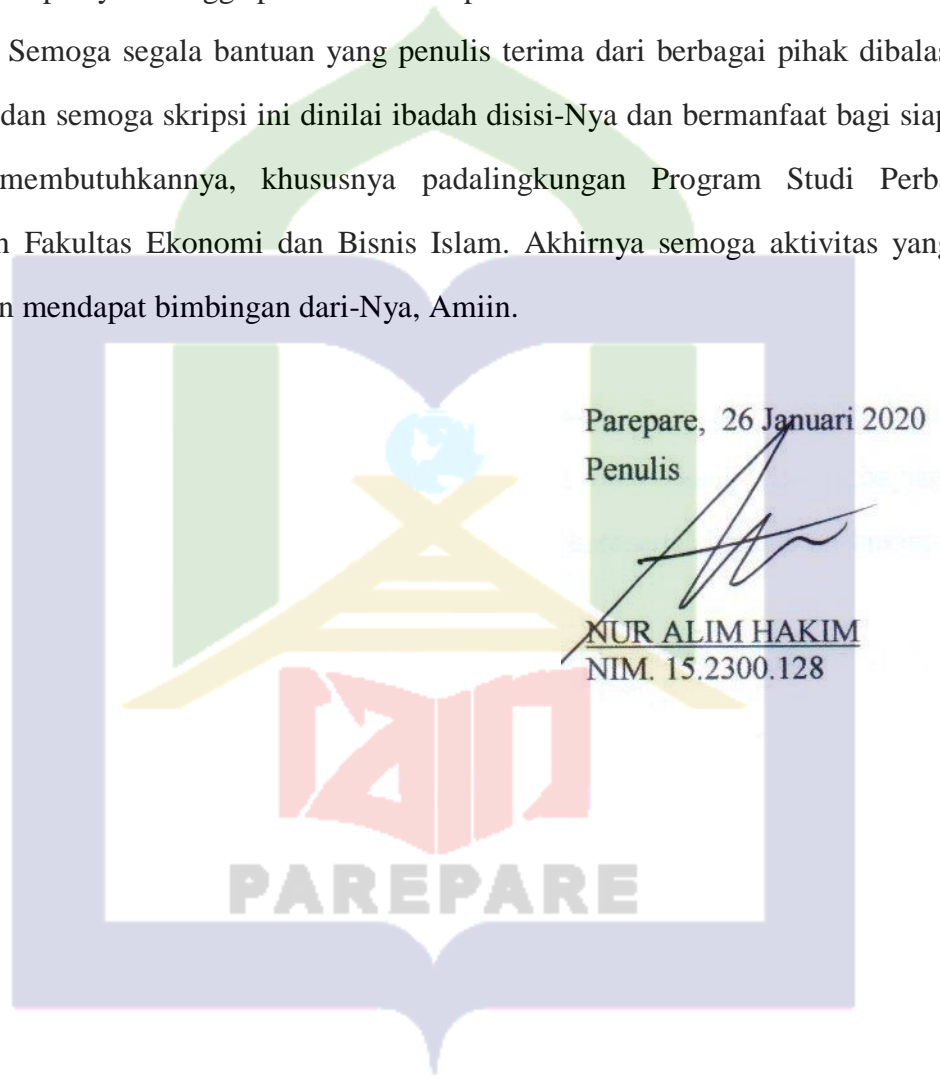 Semoga segala bantuan yang penulis terima dari berbagai pihak dibalas
dan semoga skripsi ini dinilai ibadah disisi-Nya dan bermanfaat bagi
membutuhkannya, khususnya padalingkungan Program Studi
Fakultas Ekonomi dan Bisnis Islam. Akhirnya semoga aktivitas yang
mendapat bimbingan dari-Nya, Amiin.
Parepare, 26 Januari 2020
Penulis
NUR ALIM HAKIM
NIM. 15.2300.128
PAREPARE